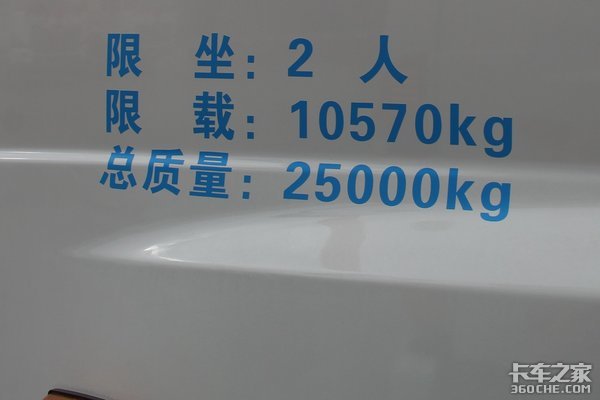 限 坐: 2 人
限 载: 10570kg
总质量: 25000kg
卡车之家
360che.com